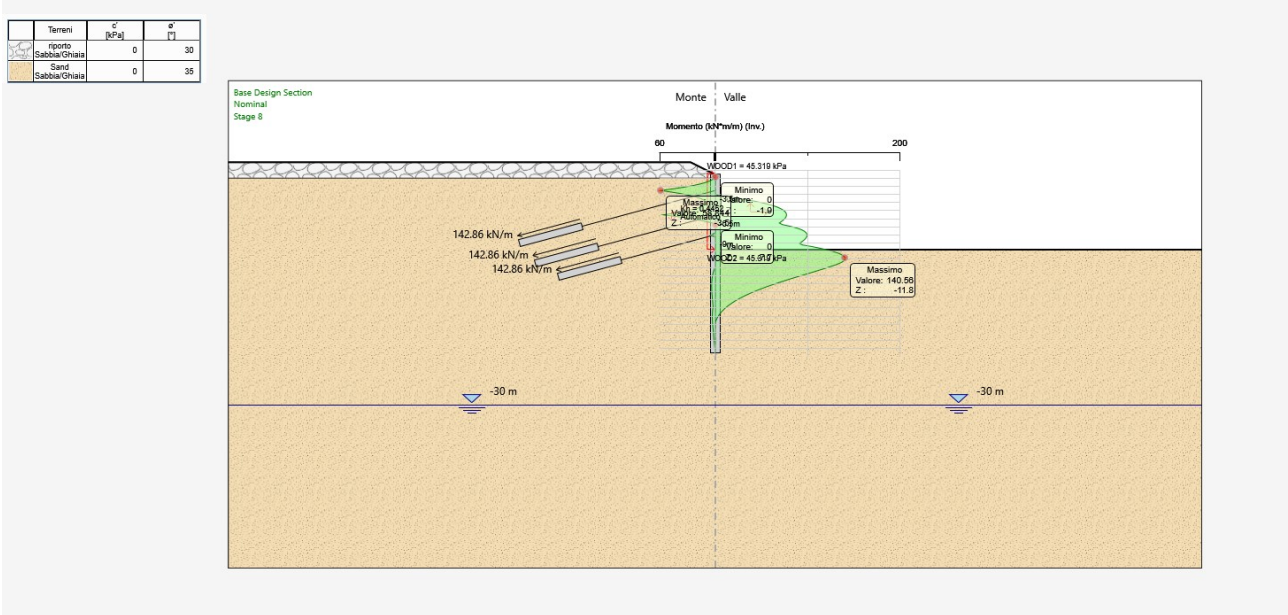 Terreni c' ø'
[kPa] [°]
riporto
Sabbia/Ghiaia 0 30
Sand
Sabbia/Ghiaia 0 35
Base Design Section
Nominal
Stage 8
Monte Valle
Momento (kN*m/m) (Inv.)
60 200
WOOD1 = 45.319 kPa
Minimo
Valore: 0
-1.9
Massimo
Valore:
Z :
Automatico
142.86 kN/m
Minimo
Valore: 0
142.86 kN/m
142.86 kN/m
Massimo
Valore: 140.56
Z : -11.8
-30 m -30 m